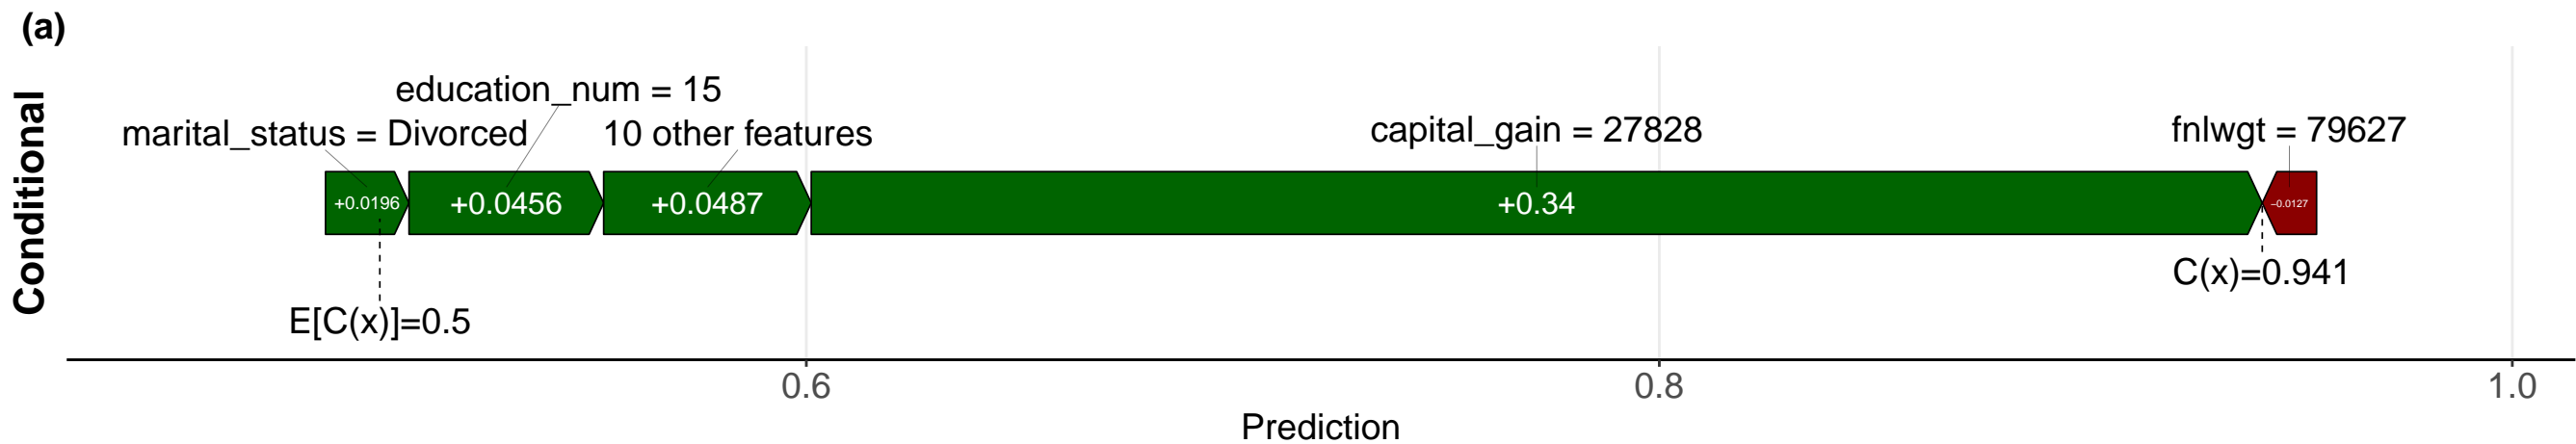 (a)
Conditional
education_num = 15
marital_status = Divorced
10 other features
capital_gain = 27828
fnlwgt = 79627
+0.0196
+0.0456
+0.0487
+0.34
−0.0127
E[C(x)]=0.5
C(x)=0.941
0.6
0.8
1.0
Prediction